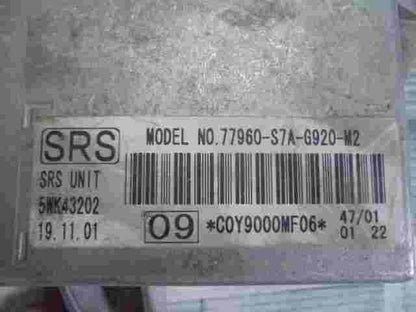 SRS MODEL NO.77960-S7A-G920-M2
SRS UNIT
5WK43202
19.11.01 09 *C0Y9000MF06* 47/01
01 22